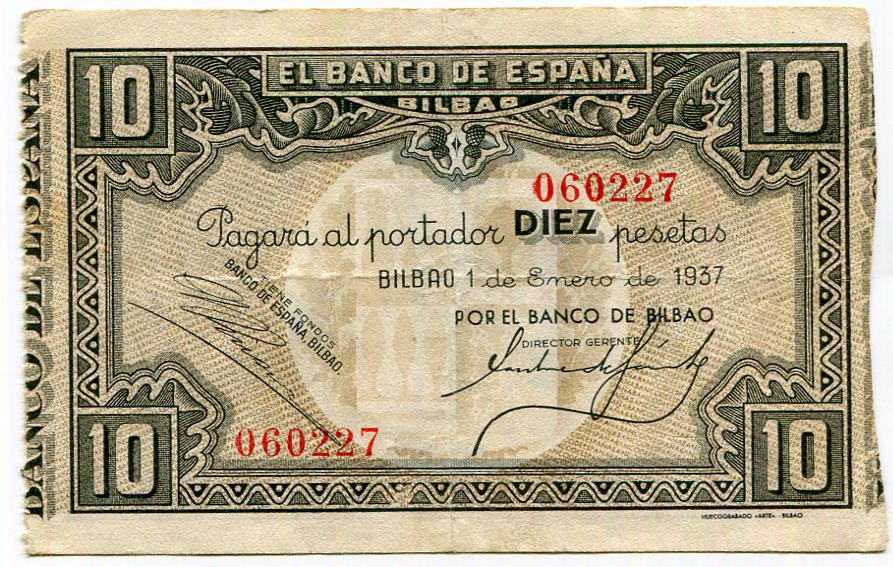 BANCO DE ESPAÑA
10 10
EL BANCO DE ESPAÑA
BILBAO
060227
Pagará al portador DIEZ pesetas
BILBAO 1 de Enero de 1937
TIENE FONDOS
BANCO DE ESPAÑA, BILBAO.
POR EL BANCO DE BILBAO
DIRECTOR GERENTE
060227
10 10
HUECOGRABADO «ARTE». - BILBAO